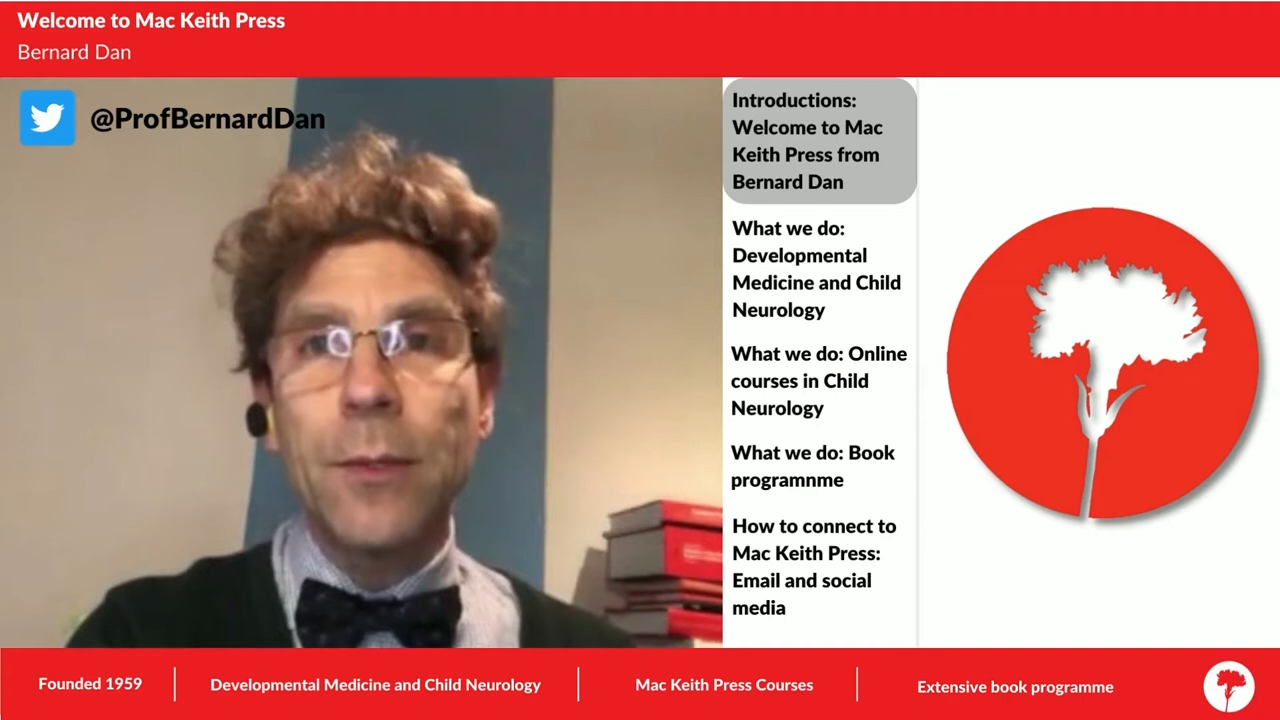 Welcome to Mac Keith Press
Bernard Dan
@ProfBernardDan
Introductions:
Welcome to Mac
Keith Press from
Bernard Dan
What we do:
Developmental
Medicine and Child
Neurology
What we do: Online
courses in Child
Neurology
What we do: Book
programnme
How to connect to
Mac Keith Press:
Email and social
media
Founded 1959
Developmental Medicine and Child Neurology
Mac Keith Press Courses
Extensive book programme